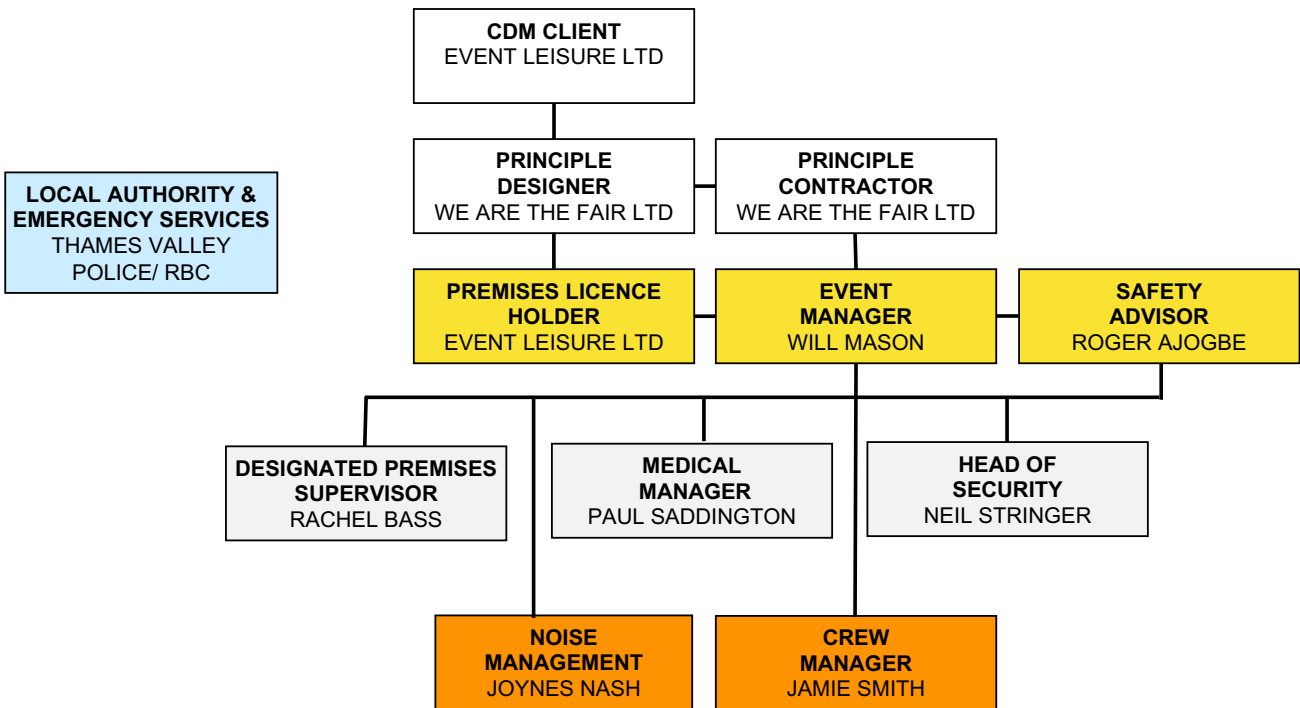 CDM CLIENT
EVENT LEISURE LTD
PRINCIPLE
DESIGNER
WE ARE THE FAIR LTD
PRINCIPLE
CONTRACTOR
WE ARE THE FAIR LTD
LOCAL AUTHORITY &
EMERGENCY SERVICES
THAMES VALLEY
POLICE/ RBC
PREMISES LICENCE
HOLDER
EVENT LEISURE LTD
EVENT
MANAGER
WILL MASON
SAFETY
ADVISOR
ROGER AJOGBE
DESIGNATED PREMISES
SUPERVISOR
RACHEL BASS
MEDICAL
MANAGER
PAUL SADDINGTON
HEAD OF
SECURITY
NEIL STRINGER
NOISE
MANAGEMENT
JOYNES NASH
CREW
MANAGER
JAMIE SMITH